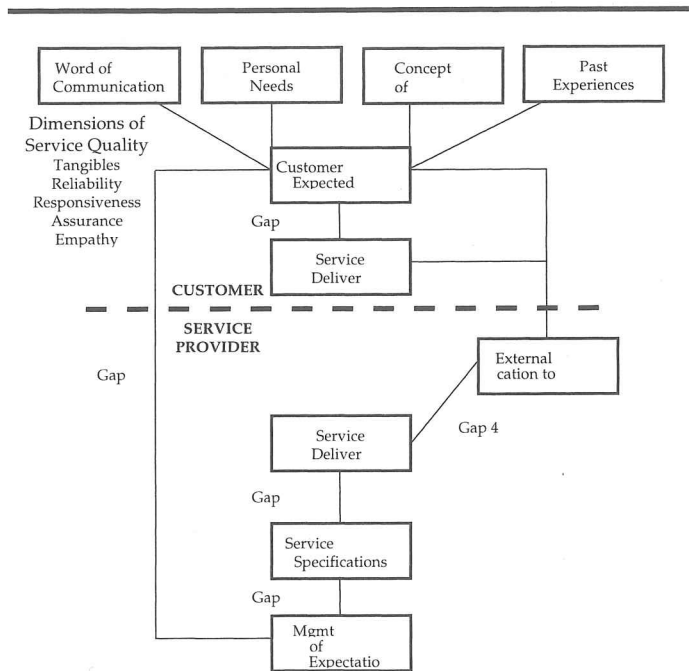 Word of
Communication
Personal
Needs
Concept
of
Past
Experiences
Dimensions of
Service Quality
Tangibles
Reliability
Responsiveness
Assurance
Empathy
Customer
Expected
Gap
Service
Deliver
CUSTOMER
SERVICE
PROVIDER
Gap
External
cation to
Gap 4
Service
Deliver
Gap
Service
Specifications
Gap
Mgmt
of
Expectatio